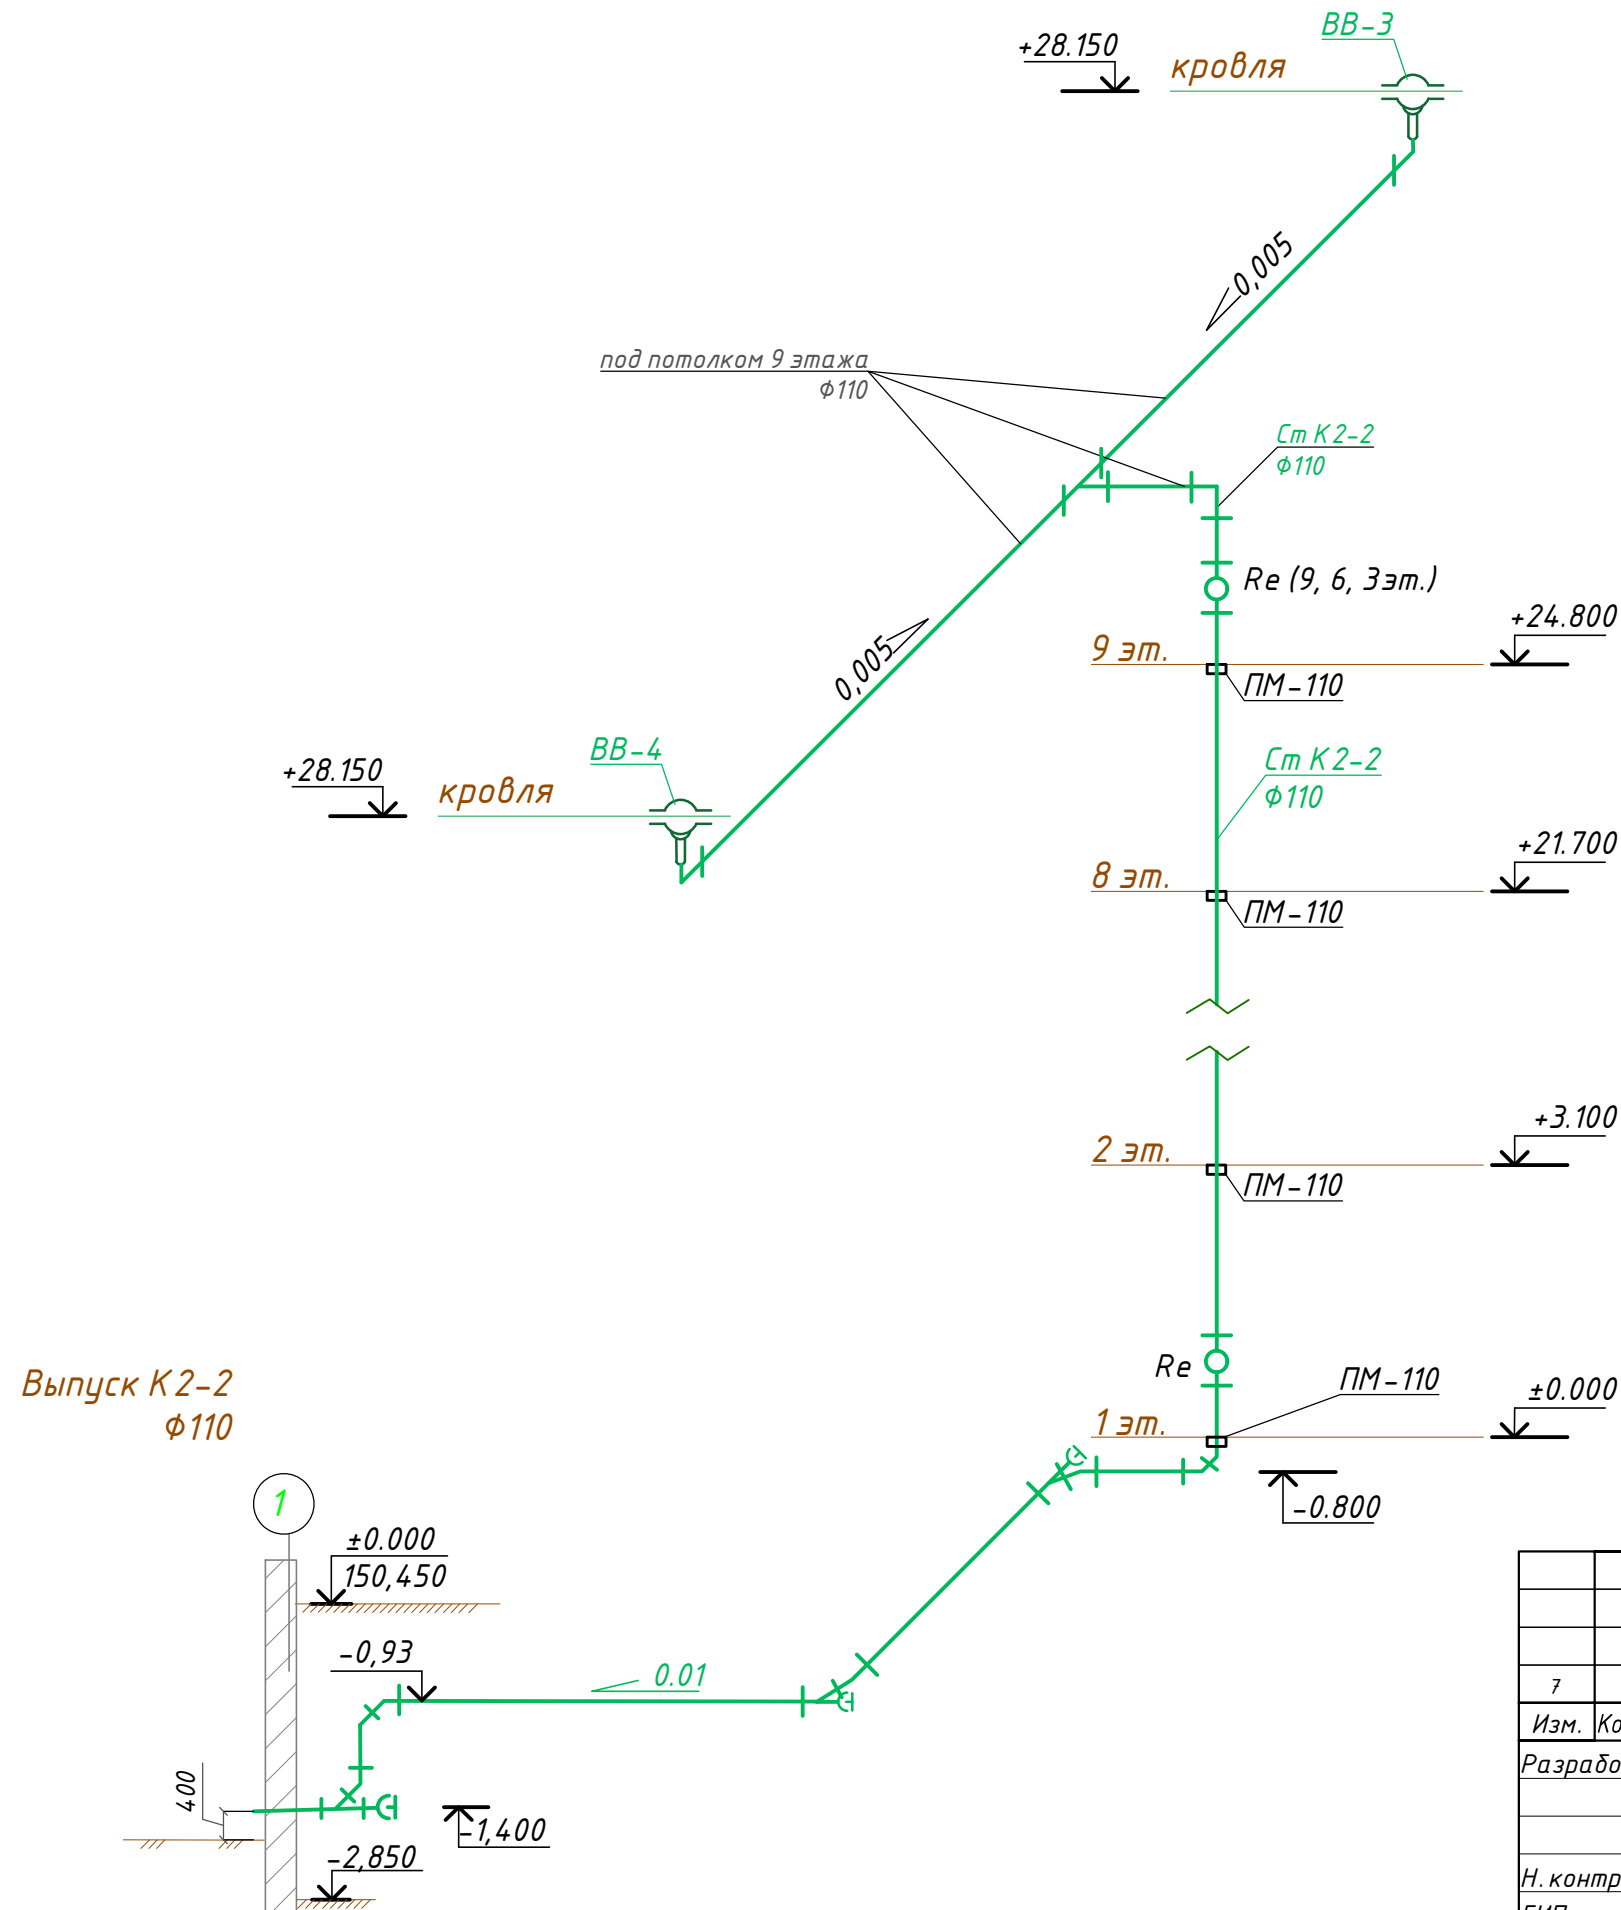 ВВ-3
+28.150
кровля
0,005
под потолком 9 этажа
Ф110
Ст К2-2
Ф110
Re (9, 6, 3эт.)
+24.800
9 эт.
ПМ-110
0,005
ВВ-4
+28.150
кровля
Ст К2-2
Ф110
+21.700
8 эт.
ПМ-110
+3.100
2 эт.
ПМ-110
Re
ПМ-110
±0.000
1 эт.
-0.800
Выпуск К2-2
Ф110
1
±0.000
150,450
-0,93
0.01
400
-1,400
-2,850
7
Изм.
Разрабо
Н. контр